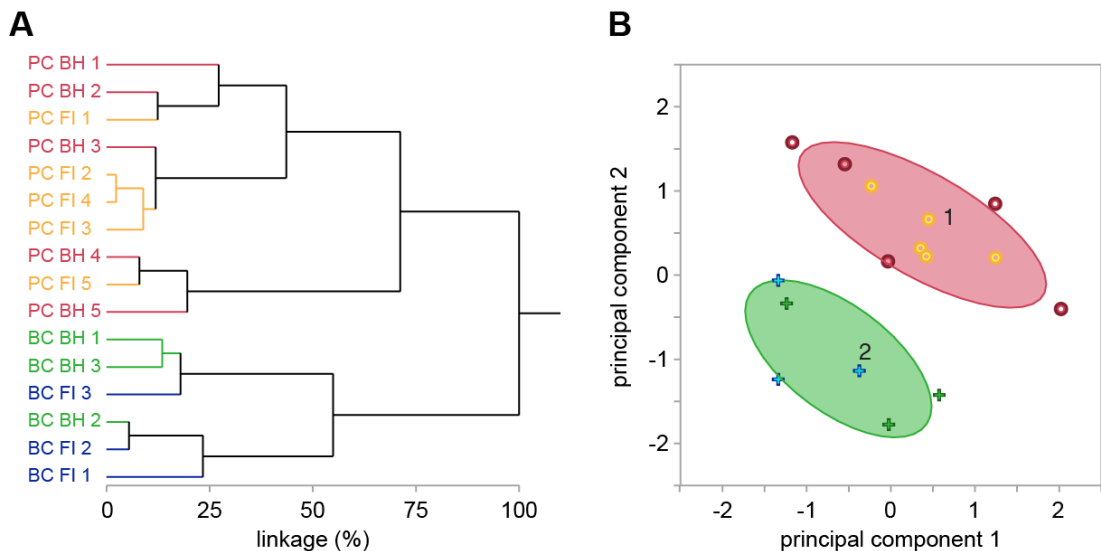 A
PC BH 1
PC BH 2
PC FI 1
PC BH 3
PC FI 2
PC FI 4
PC FI 3
PC BH 4
PC FI 5
PC BH 5
BC BH 1
BC BH 3
BC FI 3
BC BH 2
BC FI 2
BC FI 1
0 25 50 75 100
linkage (%)
B
principal component 2
2
1
0
-1
-2
1
2
-2 -1 0 1 2
principal component 1